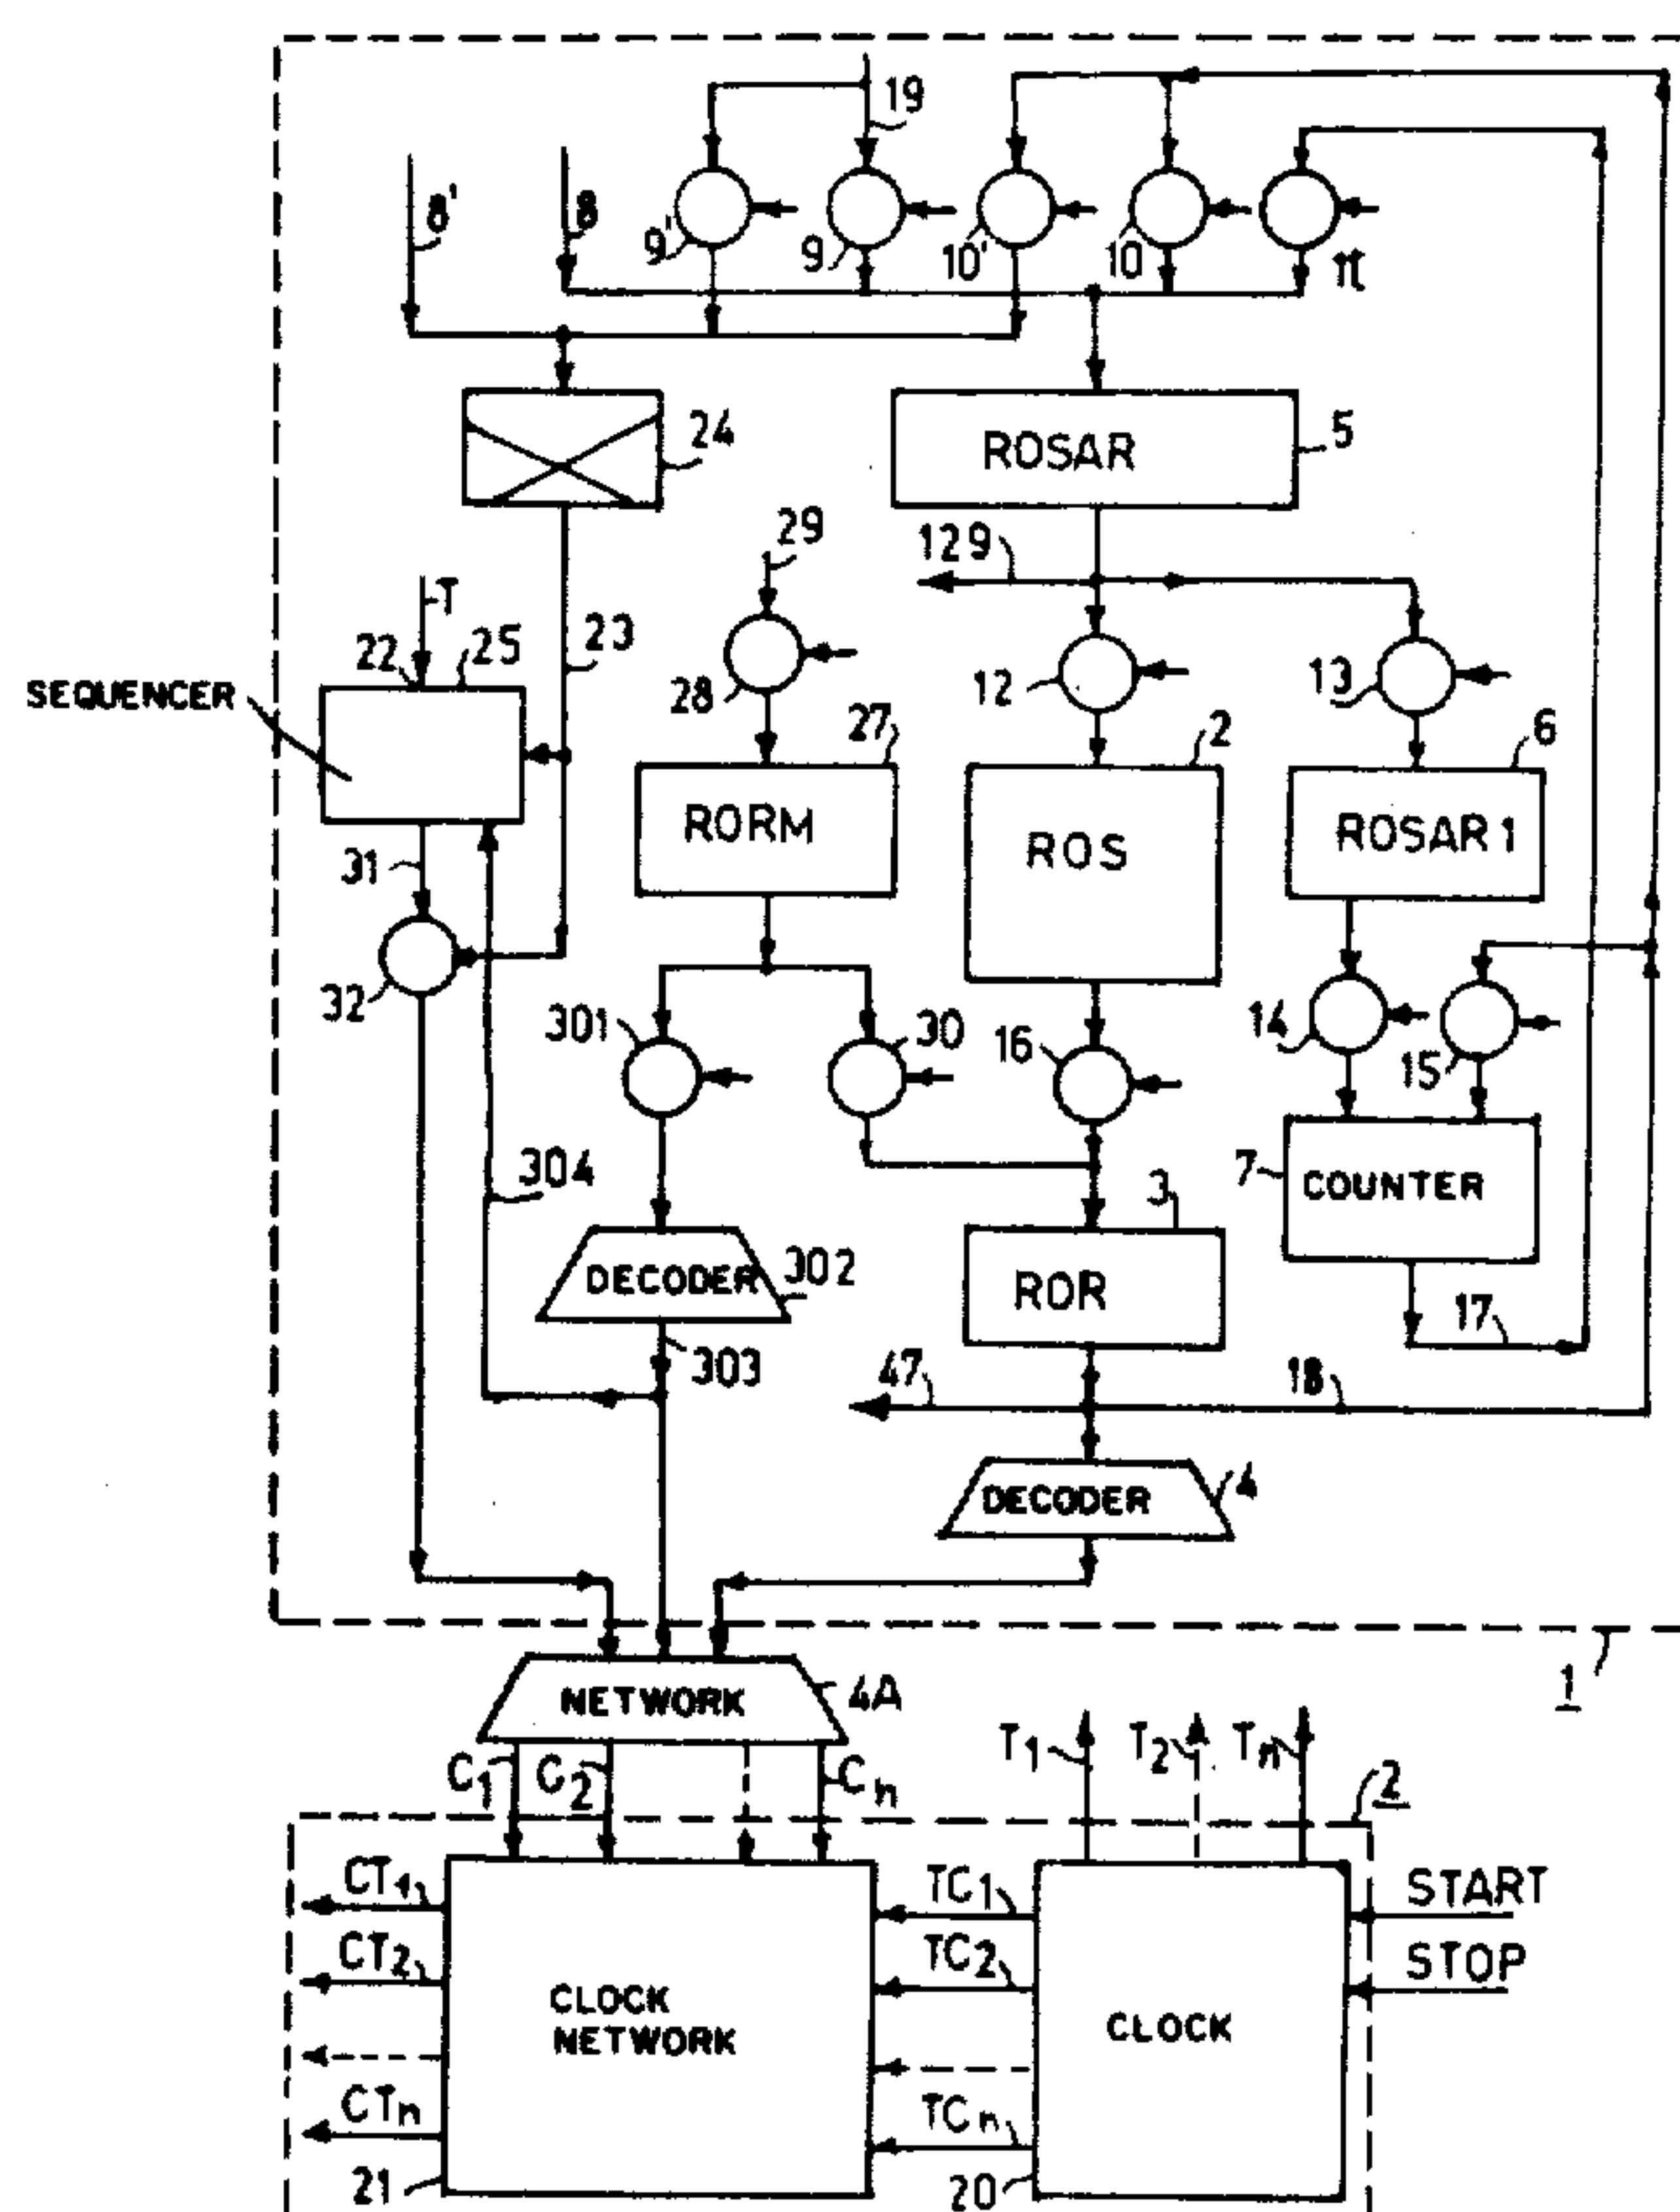 19
8'
8
9'
9
10'
10
11
24
ROSAR
5
29
129
T
22
25
23
SEQUENCER
28
12
13
27
2
6
RORM
ROS
ROSAR 1
31
32
301
30
16
14
15
304
3
7
COUNTER
DECODER
302
ROR
303
47
18
17
DECODER
4
1
NETWORK
4A
C1
C2
Cn
T1
T2
Tn
2
CT1
TC1
START
CT2
TC2
STOP
CLOCK
NETWORK
CLOCK
CTn
TCn
21
20